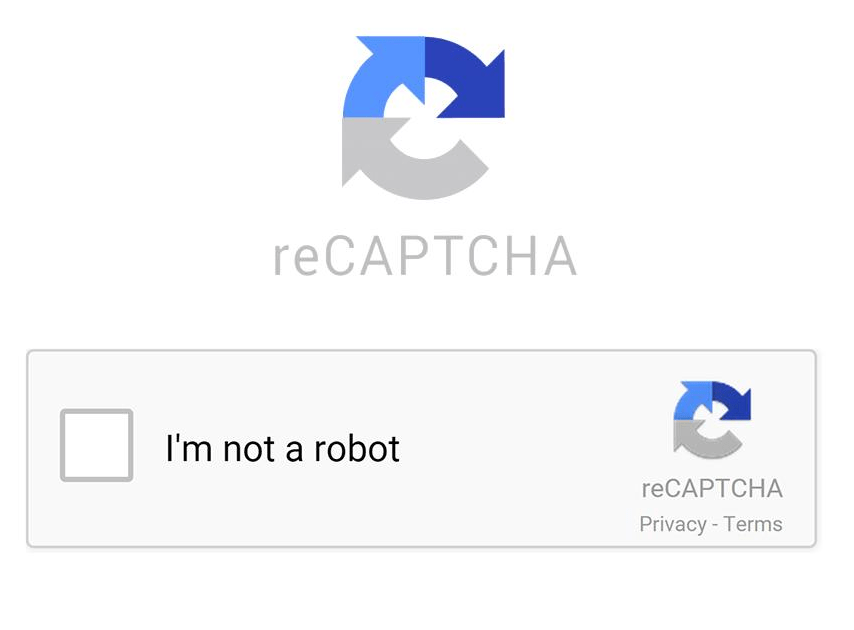 reCAPTCHA
I'm not a robot
reCAPTCHA
Privacy - Terms